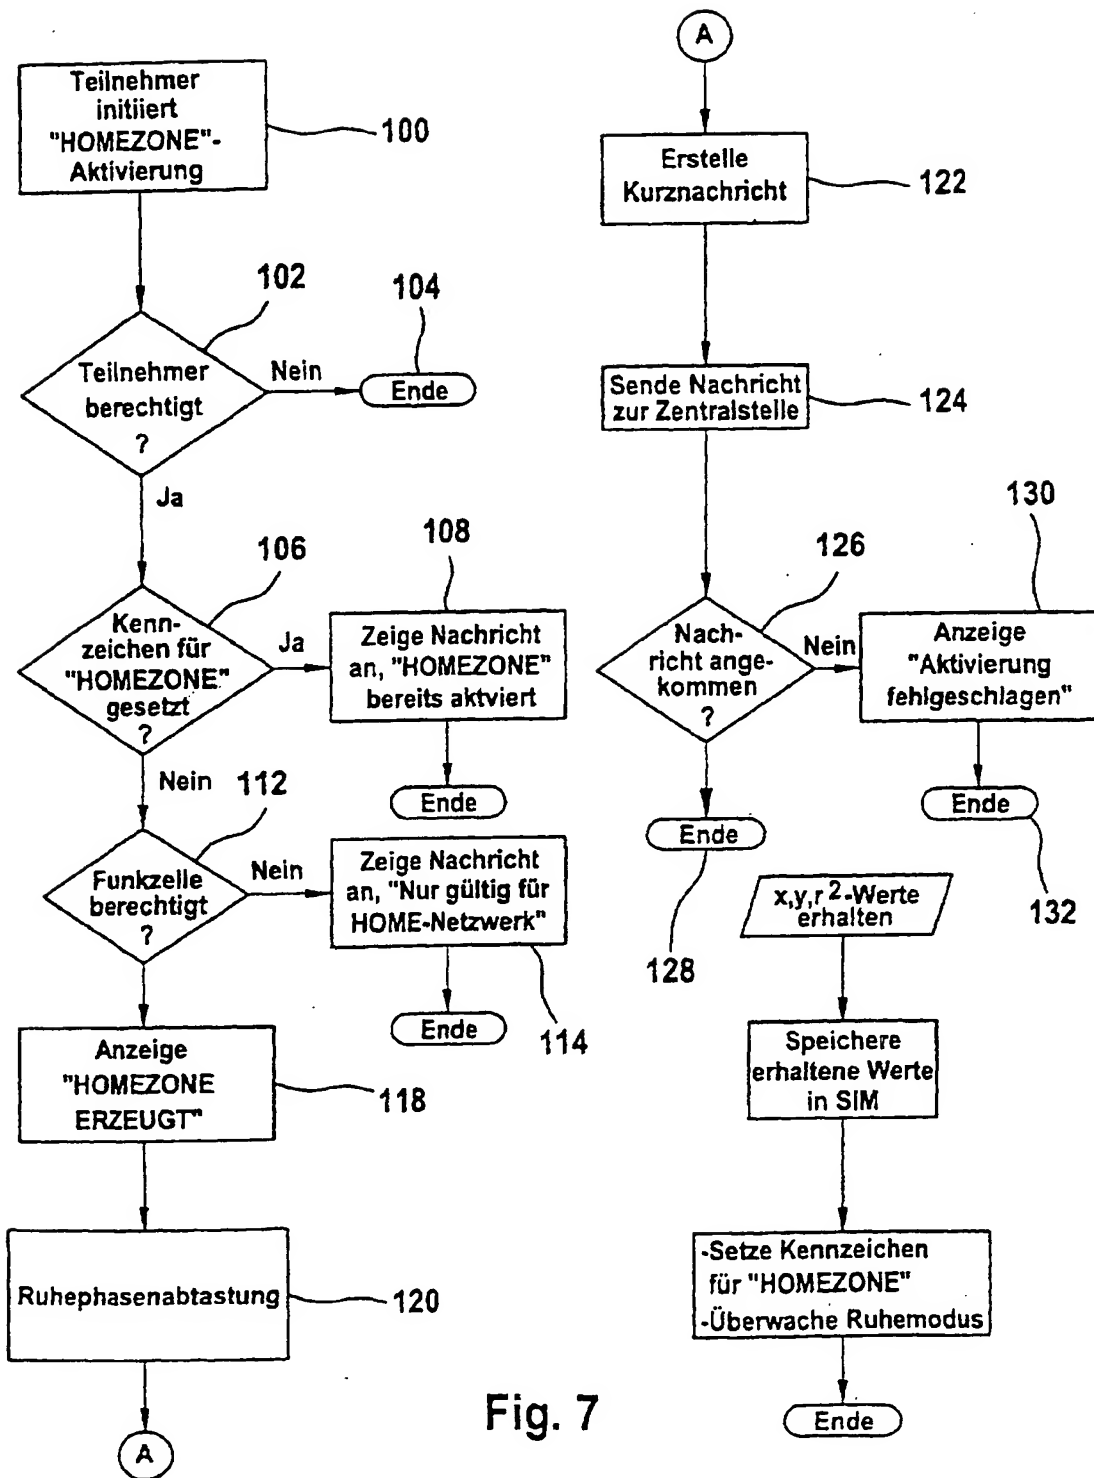 Teilnehmer
initiiert
"HOMEZONE"-
Aktivierung
100
102
Teilnehmer
berechtigt
?
Nein
104
Ende
Ja
106
Kenn-
zeichen für
"HOMEZONE"
gesetzt
?
Ja
108
Zeige Nachricht
an, "HOMEZONE"
bereits aktviert
Ende
Nein
112
Funkzelle
berechtigt
?
Nein
Zeige Nachricht
an, "Nur gültig für
HOME-Netzwerk"
114
Ende
Anzeige
"HOMEZONE
ERZEUGT"
118
Ruhephasenabtastung
120
A
A
Erstelle
Kurznachricht
122
Sende Nachricht
zur Zentralstelle
124
126
Nach-
richt ange-
kommen
?
Nein
130
Anzeige
"Aktivierung
fehlgeschlagen"
Ende
132
Ende
128
x,y,r²-Werte
erhalten
Speichere
erhaltene Werte
in SIM
-Setze Kennzeichen
für "HOMEZONE"
-Überwache Ruhemodus
Ende
Fig. 7